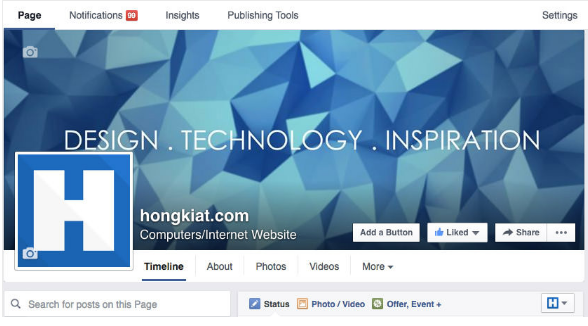 Page Notifications 99 Insights Publishing Tools Settings
DESIGN . TECHNOLOGY . INSPIRATION
H
hongkiat.com
Computers/Internet Website
Add a Button Liked Share •••
Timeline About Photos Videos More
Search for posts on this Page
Status Photo / Video Offer, Event +
H